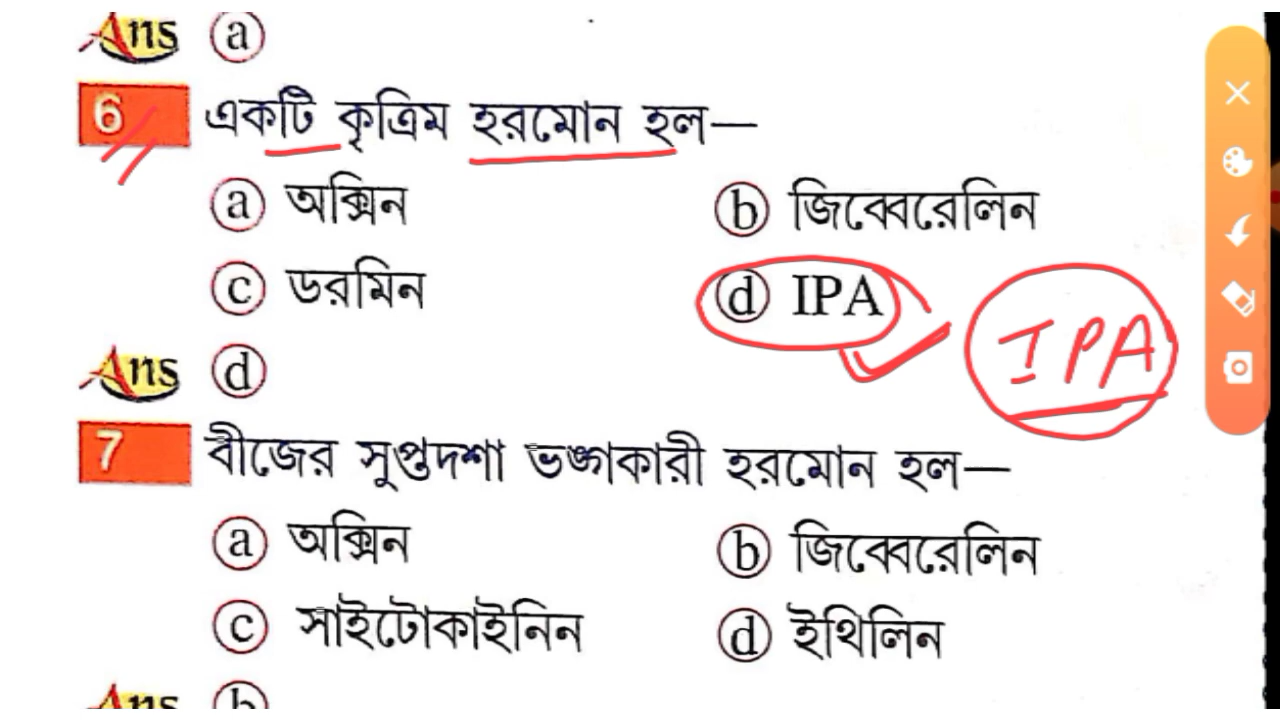 Ans ⓐ
6 একটি কৃত্রিম হরমোন হল—
ⓐ অক্সিন ⓑ জিব্বেরেলিন
ⓒ ডরমিন ⓓ IPA IPA
Ans ⓓ
7 বীজের সুপ্তদশা ভঙ্গকারী হরমোন হল—
ⓐ অক্সিন ⓑ জিব্বেরেলিন
ⓒ সাইটোকাইনিন ⓓ ইথিলিন
Ans ⓑ